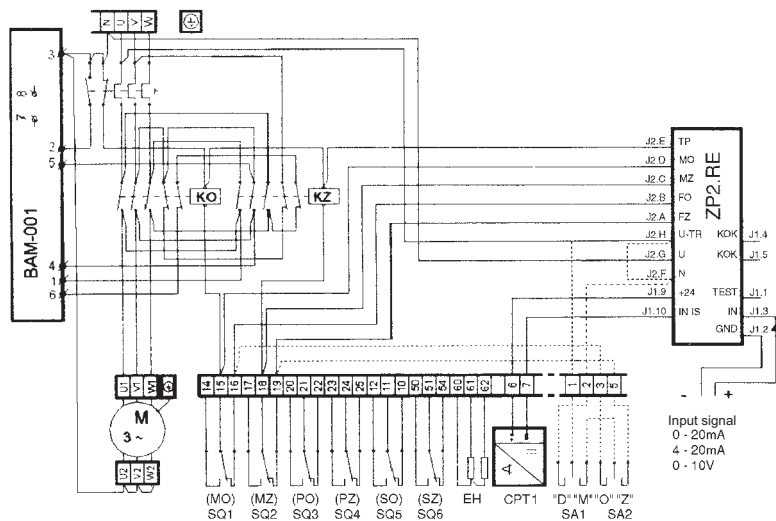 N U V W
BAM-001
3
8
7
2
5
4
1
6
KO
KZ
ZP2.RE
J2.E TP
J2.D MO
J2.C MZ
J2.B FO
J2.A FZ
J2.H U-TR KOK J1.4
J2.G U KOK J1.5
J2.F N
J1.9 +24 TEST J1.1
J1.10 IN IS IN J1.3
GND J1.2
- +
Input signal
0 - 20mA
4 - 20mA
0 - 10V
U1 V1 W1
M
3 ~
U2 V2 W2
14 15 16 17 18 19 20 21 22 23 24 25 12 11 10 50 51 54 60 61 62 6 7 1 2 3 5
(MO) (MZ) (PO) (PZ) (SO) (SZ) EH CPT1 "D" "M" "O" "Z"
SQ1 SQ2 SQ3 SQ4 SQ5 SQ6 SA1 SA2